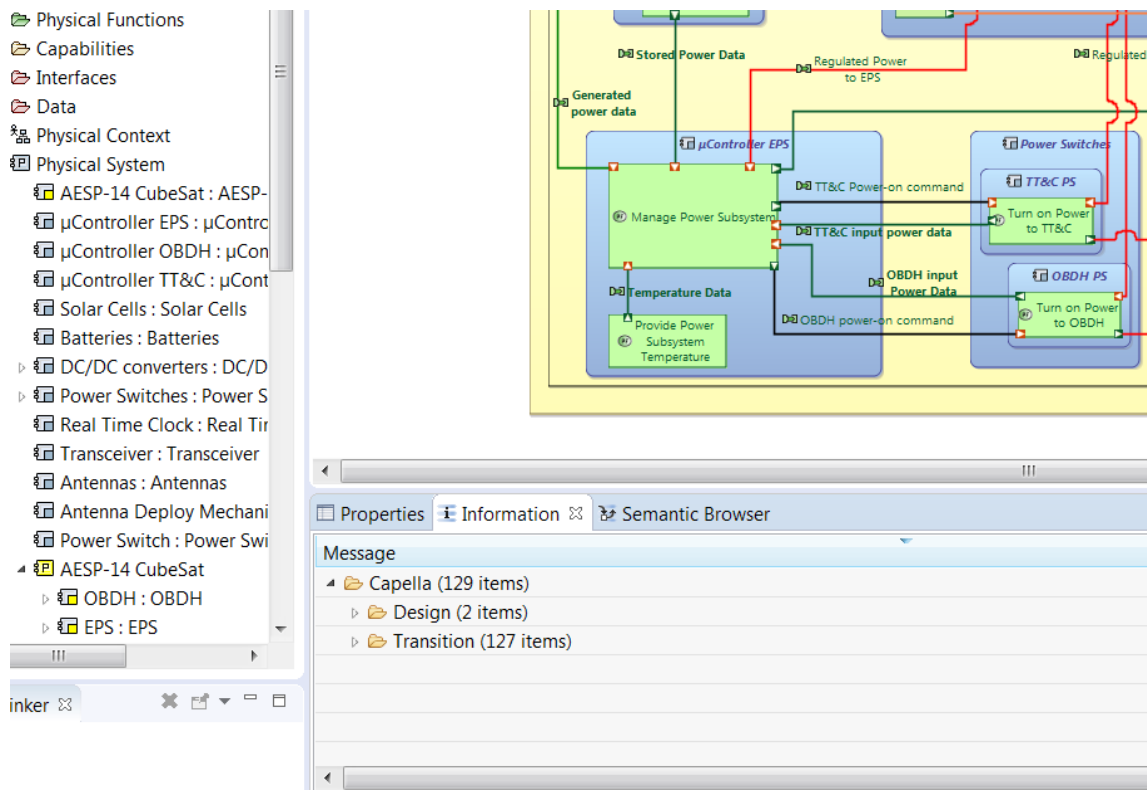 Physical Functions
Capabilities
Interfaces
Data
Physical Context
Physical System
AESP-14 CubeSat : AESP-
µController EPS : µContro
µController OBDH : µCon
µController TT&C : µCont
Solar Cells : Solar Cells
Batteries : Batteries
DC/DC converters : DC/D
Power Switches : Power S
Real Time Clock : Real Tin
Transceiver : Transceiver
Antennas : Antennas
Antenna Deploy Mechani
Power Switch : Power Swi
AESP-14 CubeSat
OBDH : OBDH
EPS : EPS
inker
Stored Power Data
Regulated Power
to EPS
Regulated
Generated
power data
µController EPS
Manage Power Subsystem
TT&C Power-on command
TT&C input power data
OBDH input
Power Data
OBDH power-on command
Temperature Data
Provide Power
Subsystem
Temperature
Power Switches
TT&C PS
Turn on Power
to TT&C
OBDH PS
Turn on Power
to OBDH
Properties
Information
Semantic Browser
Message
Capella (129 items)
Design (2 items)
Transition (127 items)